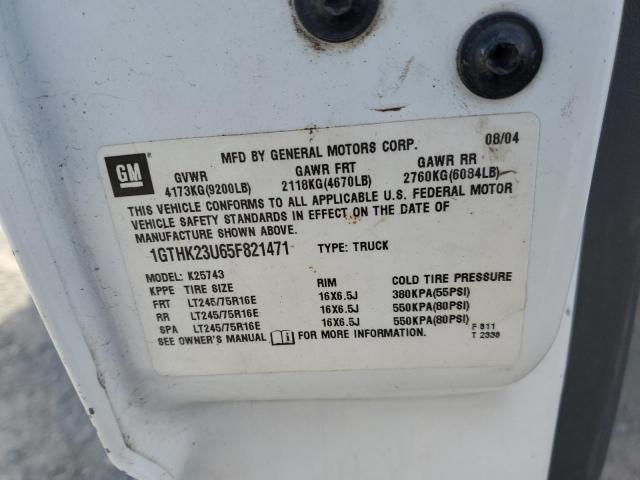 MFD BY GENERAL MOTORS CORP. 08/04
GM
GVWR GAWR FRT GAWR RR
4173KG(9200LB) 2118KG(4670LB) 2760KG(6084LB)
THIS VEHICLE CONFORMS TO ALL APPLICABLE U.S. FEDERAL MOTOR
VEHICLE SAFETY STANDARDS IN EFFECT ON THE DATE OF
MANUFACTURE SHOWN ABOVE.
1GTHK23U65F821471 TYPE: TRUCK
MODEL: K25743
KPPE TIRE SIZE RIM COLD TIRE PRESSURE
FRT LT245/75R16E 16X6.5J 380KPA(55PSI)
RR LT245/75R16E 16X6.5J 550KPA(80PSI)
SPA LT245/75R16E 16X6.5J 550KPA(80PSI)
SEE OWNER'S MANUAL FOR MORE INFORMATION.
F 811
T 2338